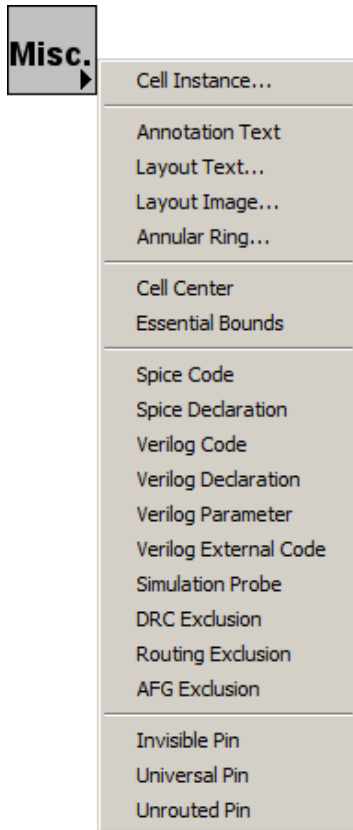 Misc.
Cell Instance...
Annotation Text
Layout Text...
Layout Image...
Annular Ring...
Cell Center
Essential Bounds
Spice Code
Spice Declaration
Verilog Code
Verilog Declaration
Verilog Parameter
Verilog External Code
Simulation Probe
DRC Exclusion
Routing Exclusion
AFG Exclusion
Invisible Pin
Universal Pin
Unrouted Pin